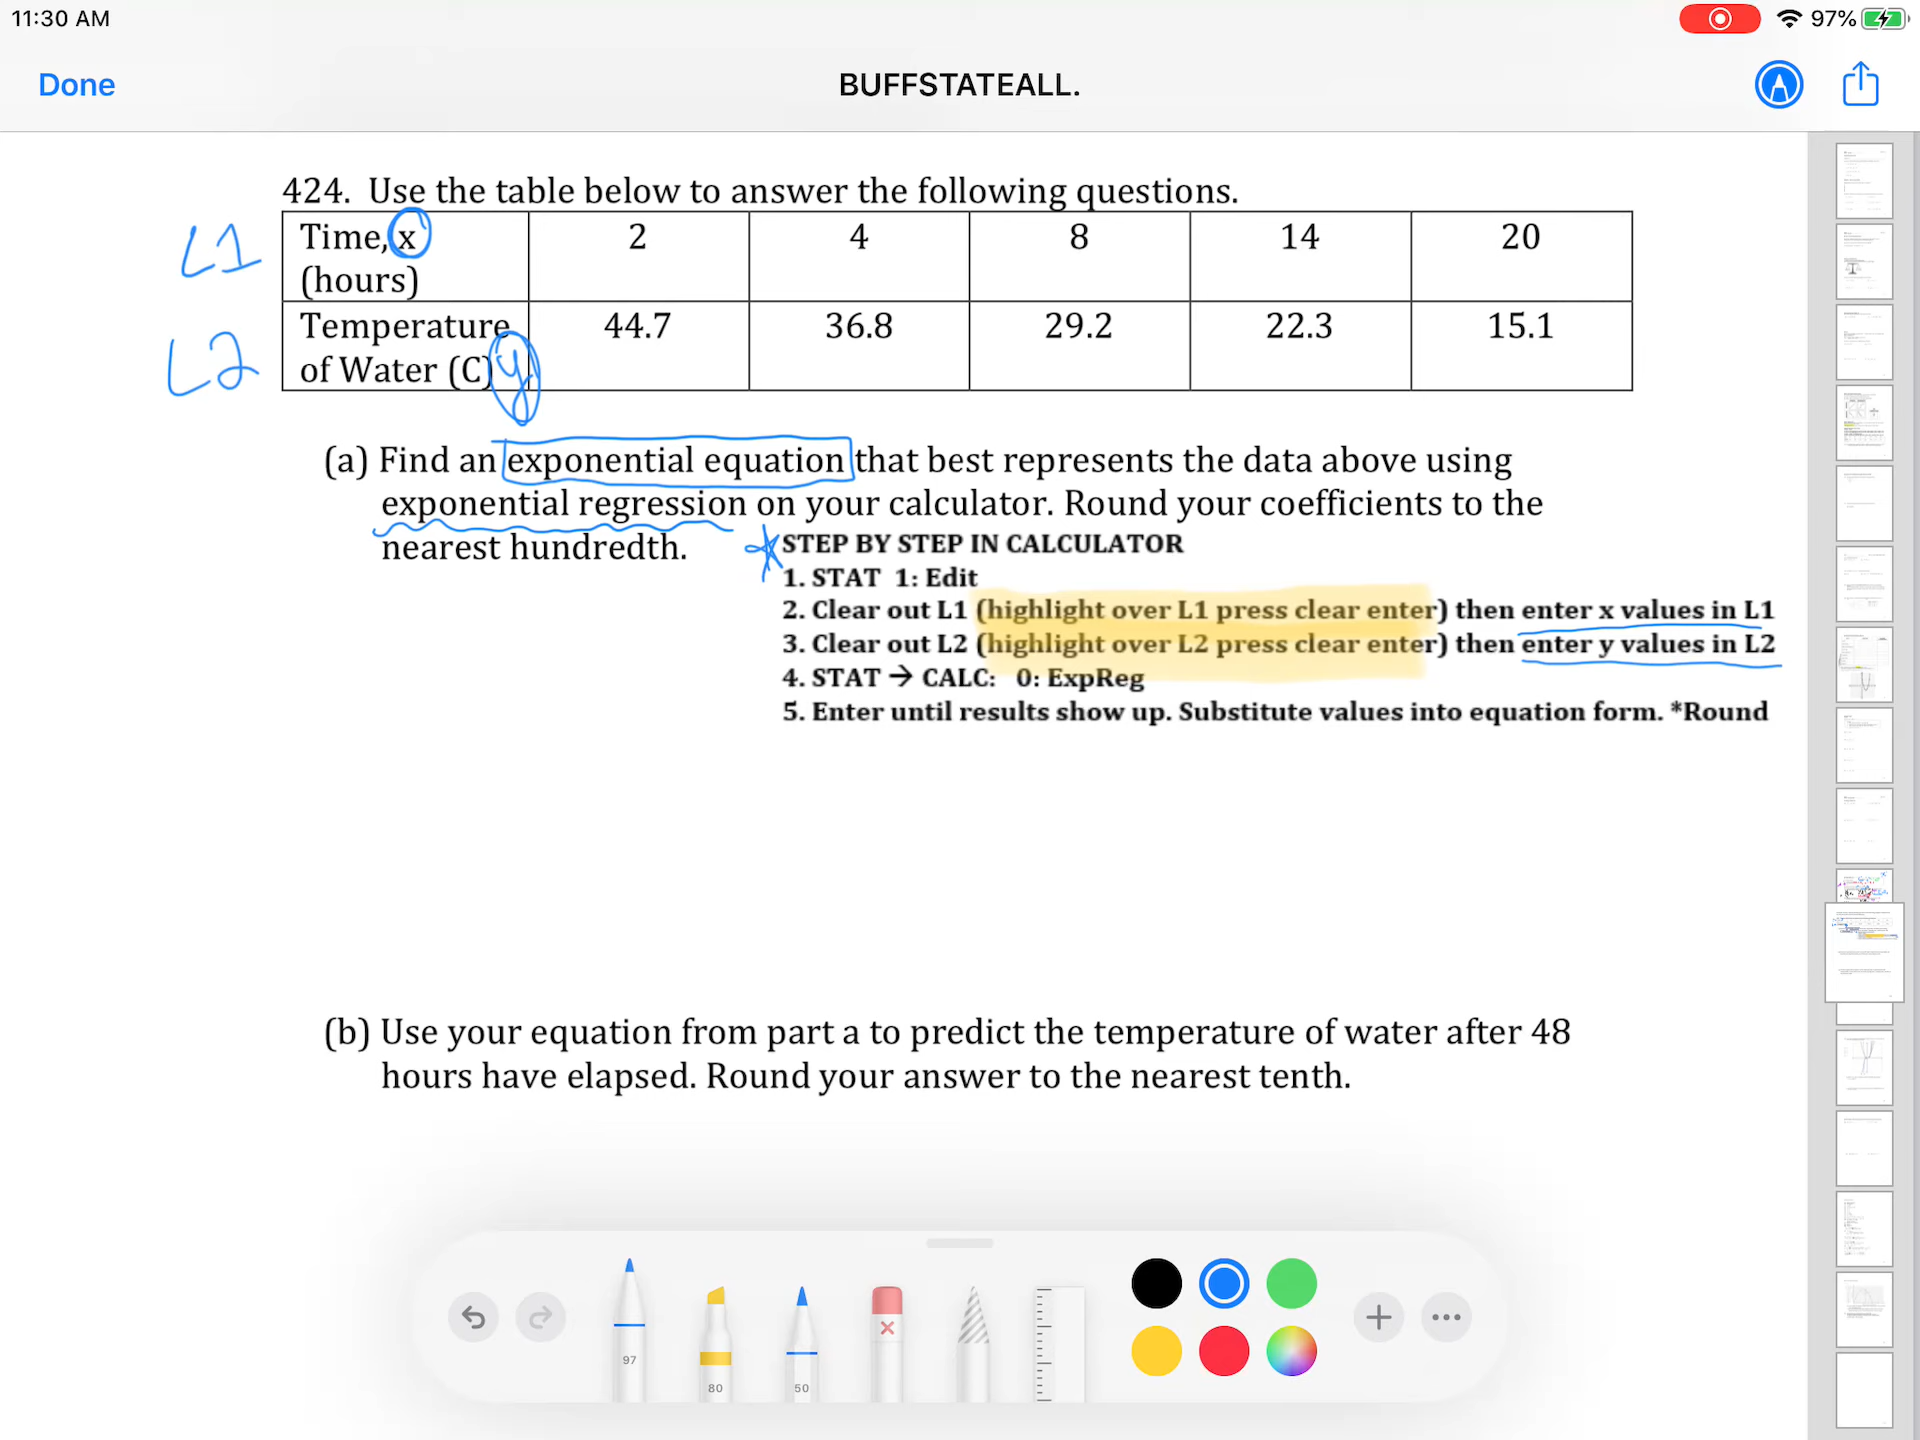 11:30 AM
97%
Done
BUFFSTATEALL.
424. Use the table below to answer the following questions.
L1
Time, x 2 4 8 14 20
(hours)
L2
Temperature 44.7 36.8 29.2 22.3 15.1
of Water (C) y
(a) Find an exponential equation that best represents the data above using
exponential regression on your calculator. Round your coefficients to the
nearest hundredth.
*STEP BY STEP IN CALCULATOR
1. STAT 1: Edit
2. Clear out L1 (highlight over L1 press clear enter) then enter x values in L1
3. Clear out L2 (highlight over L2 press clear enter) then enter y values in L2
4. STAT → CALC: 0: ExpReg
5. Enter until results show up. Substitute values into equation form. *Round
(b) Use your equation from part a to predict the temperature of water after 48
hours have elapsed. Round your answer to the nearest tenth.
97
80
50